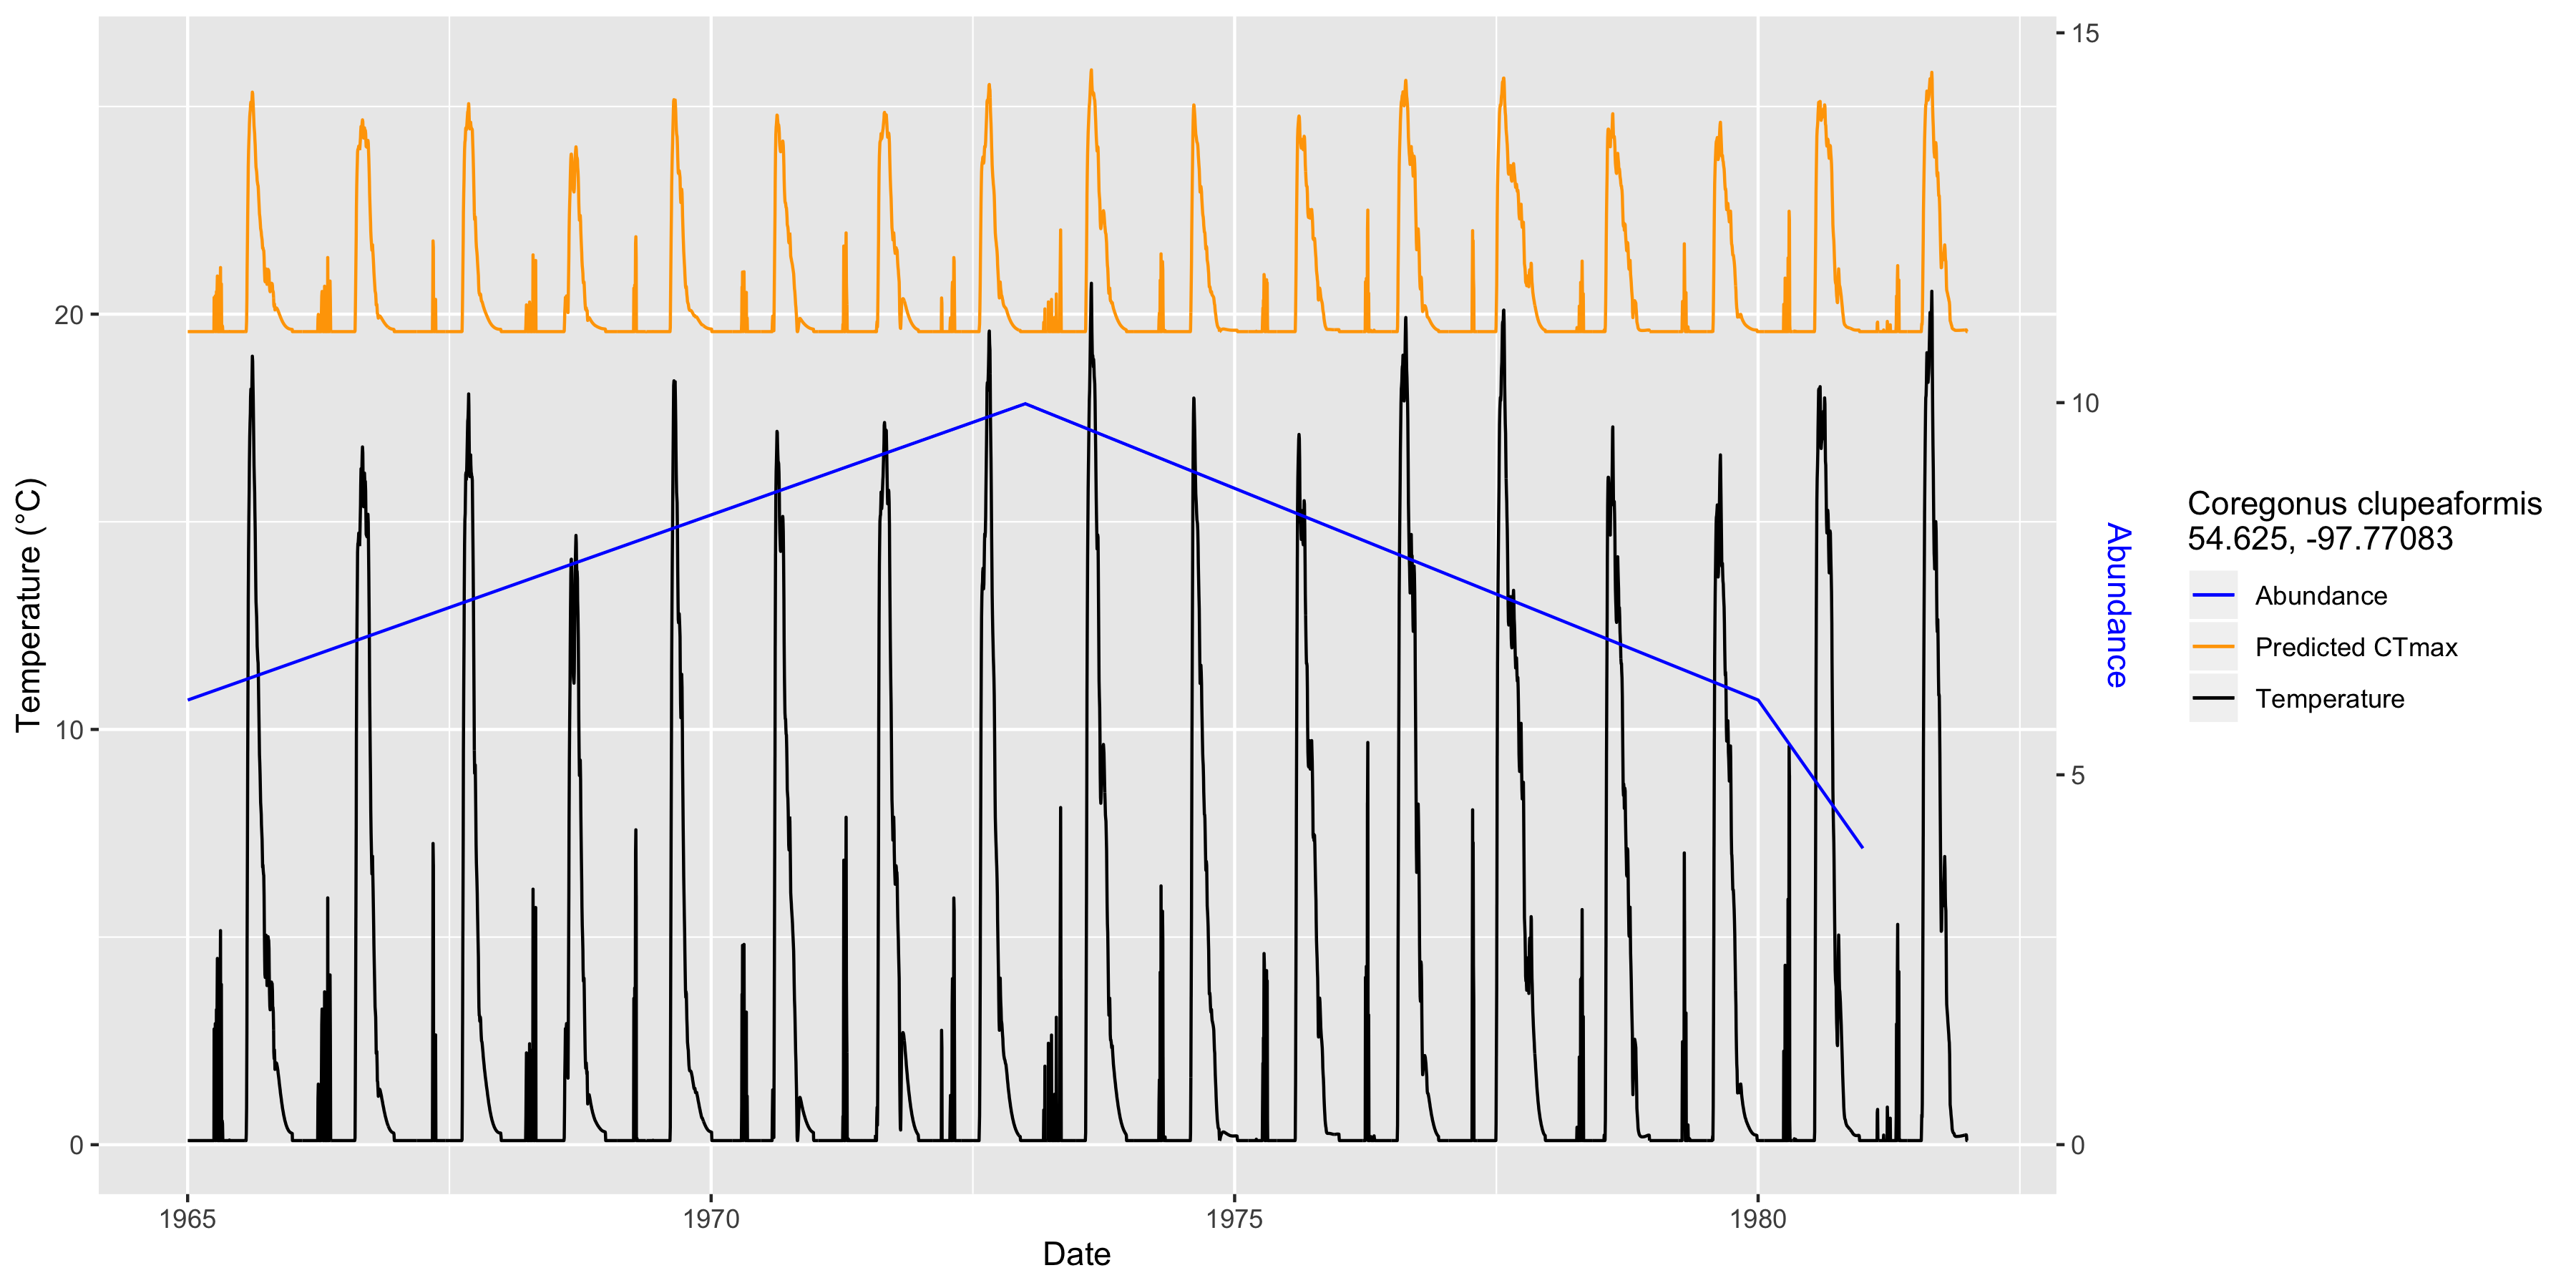 15
20
10
10
5
0
0
1965
1970
1975
1980
Date
Temperature (°C)
Abundance
Coregonus clupeaformis
54.625, -97.77083
Abundance
Predicted CTmax
Temperature